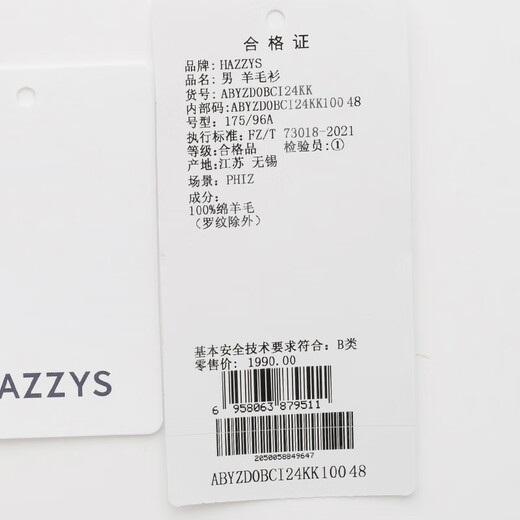 合格证
品牌: HAZZYS
品名: 男 羊毛衫
货号: ABYZD0BCI24KK
内部码: ABYZD0BCI24KK100 48
号型: 175/96A
执行标准: FZ/T 73018-2021
等级: 合格品 检验员:①
产地: 江苏 无锡
场景: PHIZ
成分:
100%绵羊毛
(罗纹除外)
基本安全技术要求符合: B类
零售价: 1990.00
6 958063 879511
2050058849647
ABYZD0BCI24KK100 48
AZZYS